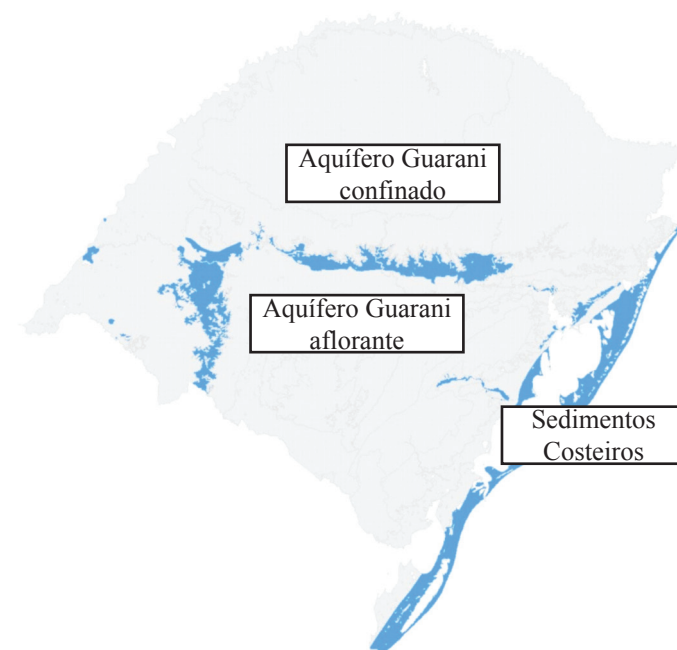 Aquífero Guarani
confinado
Aquífero Guarani
aflorante
Sedimentos
Costeiros